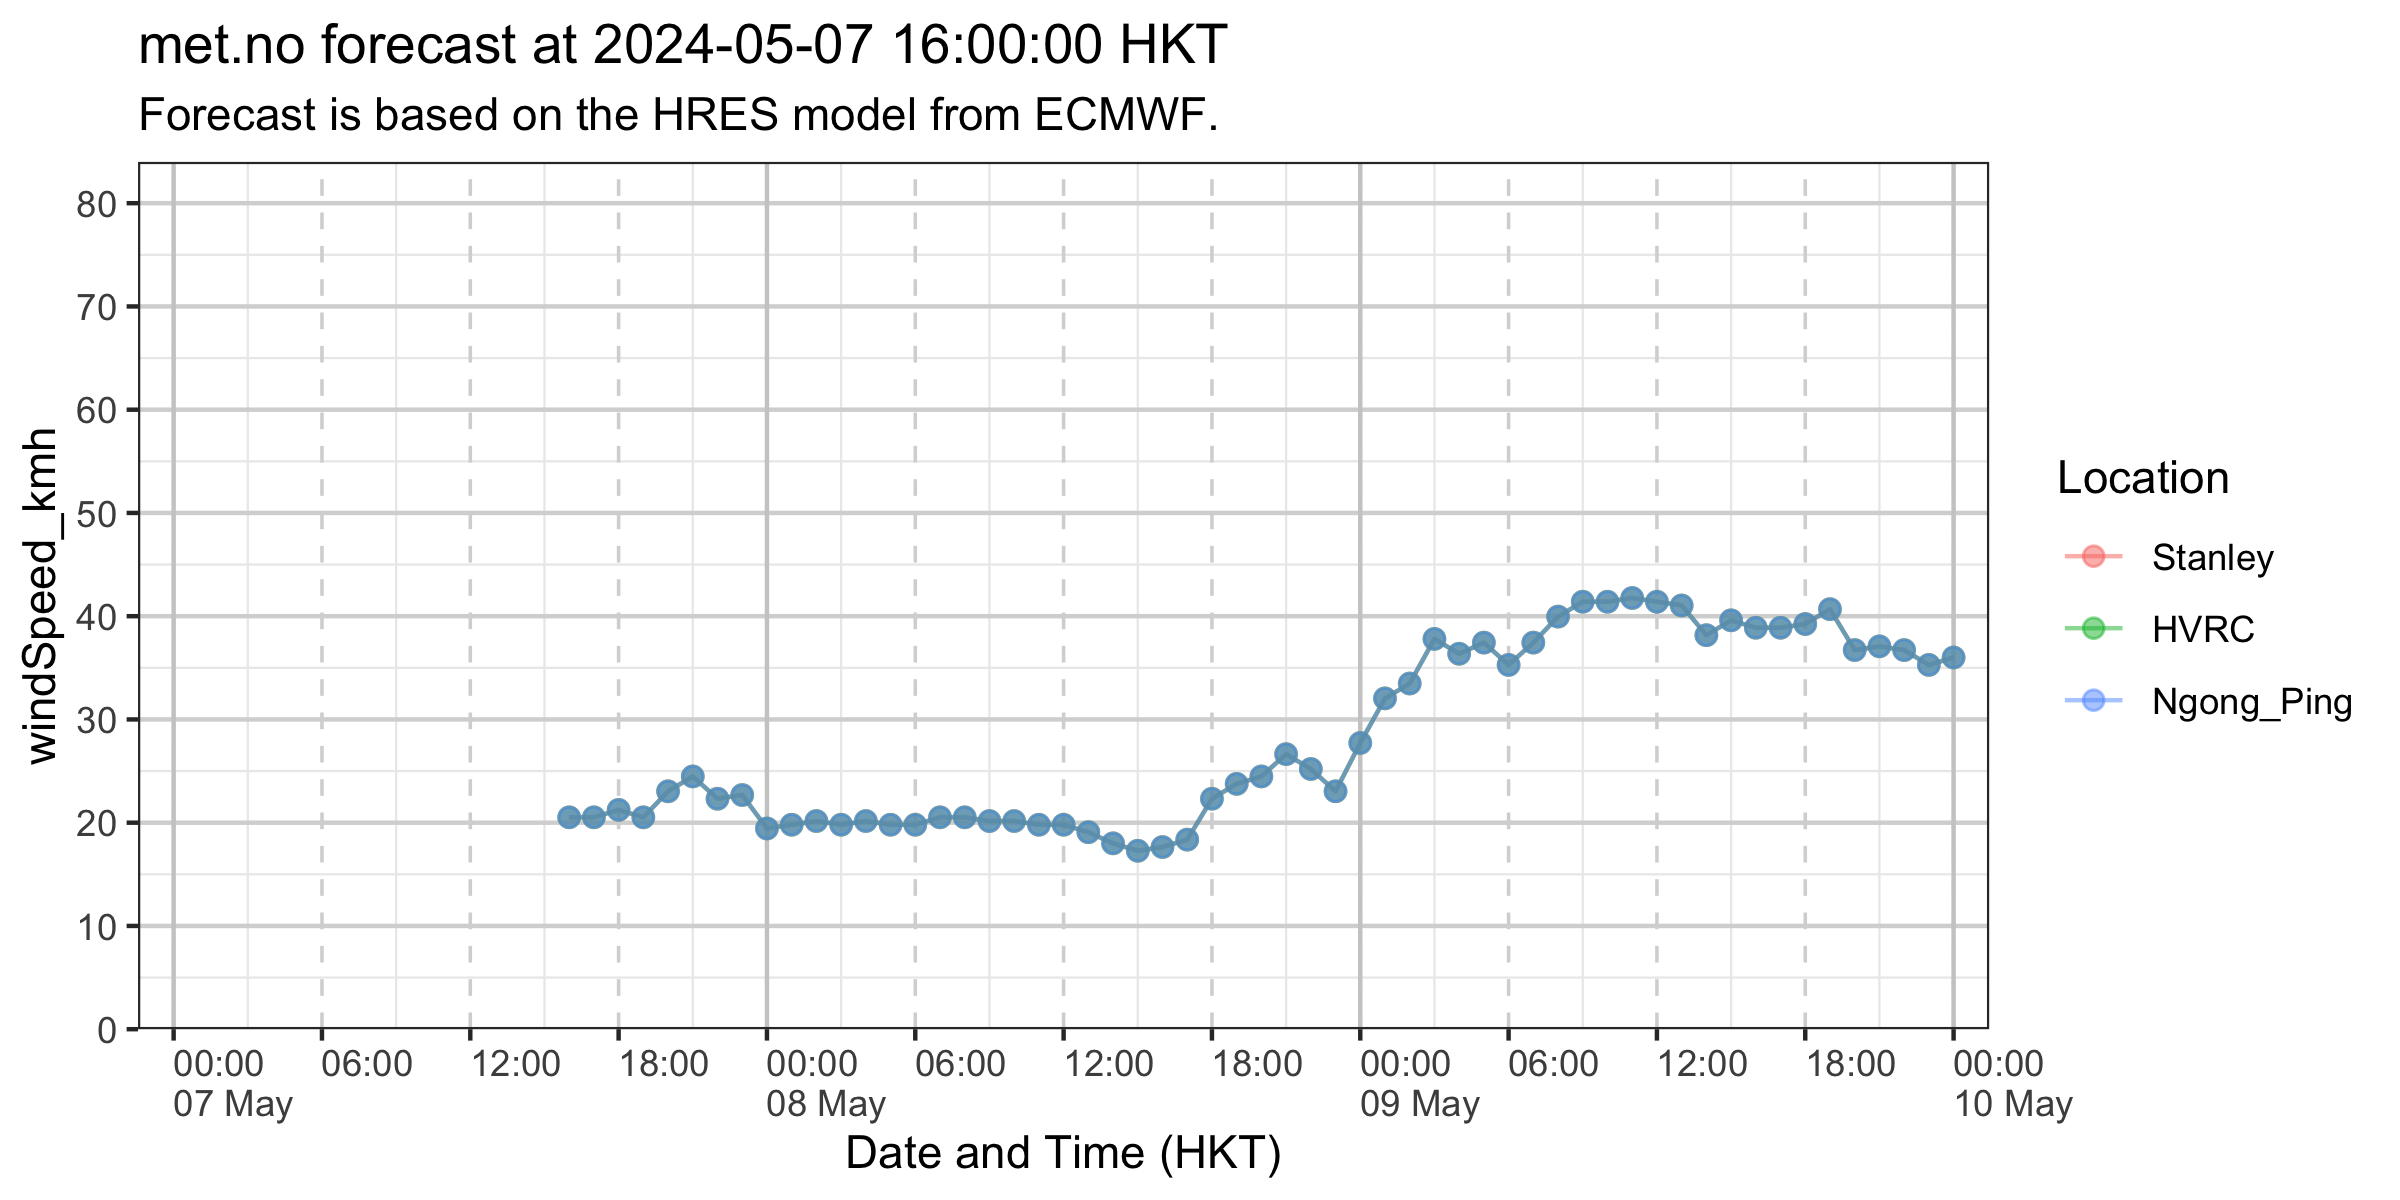 met.no forecast at 2024-05-07 16:00:00 HKT
Forecast is based on the HRES model from ECMWF.
windSpeed_kmh
80
70
60
50
40
30
20
10
0
00:00 06:00 12:00 18:00 00:00 06:00 12:00 18:00 00:00 06:00 12:00 18:00 00:00
07 May 08 May 09 May 10 May
Date and Time (HKT)
Location
Stanley
HVRC
Ngong_Ping